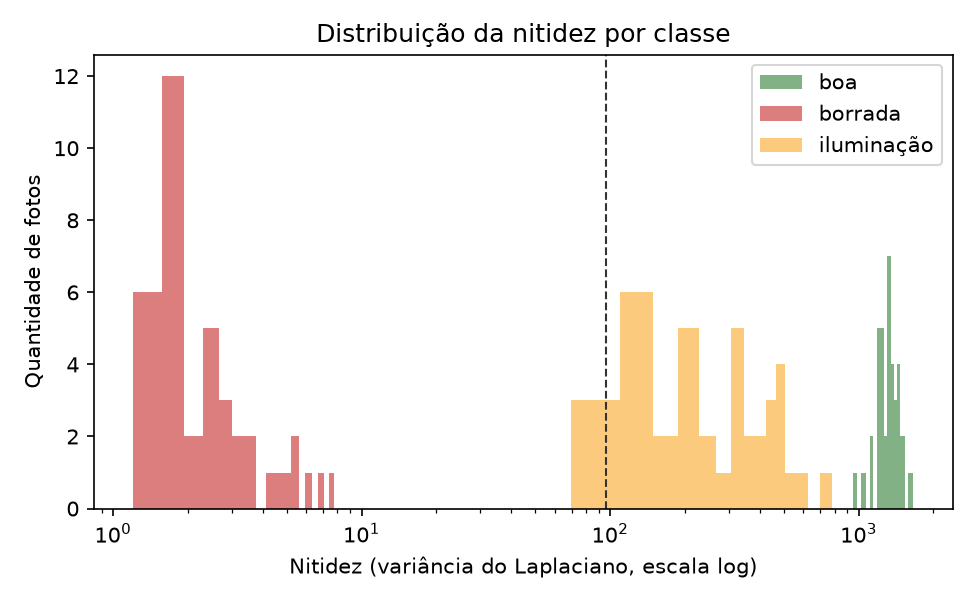 Distribuição da nitidez por classe
boa
borrada
iluminação
Quantidade de fotos
12
10
8
6
4
2
0
10⁰
10¹
10²
10³
Nitidez (variância do Laplaciano, escala log)